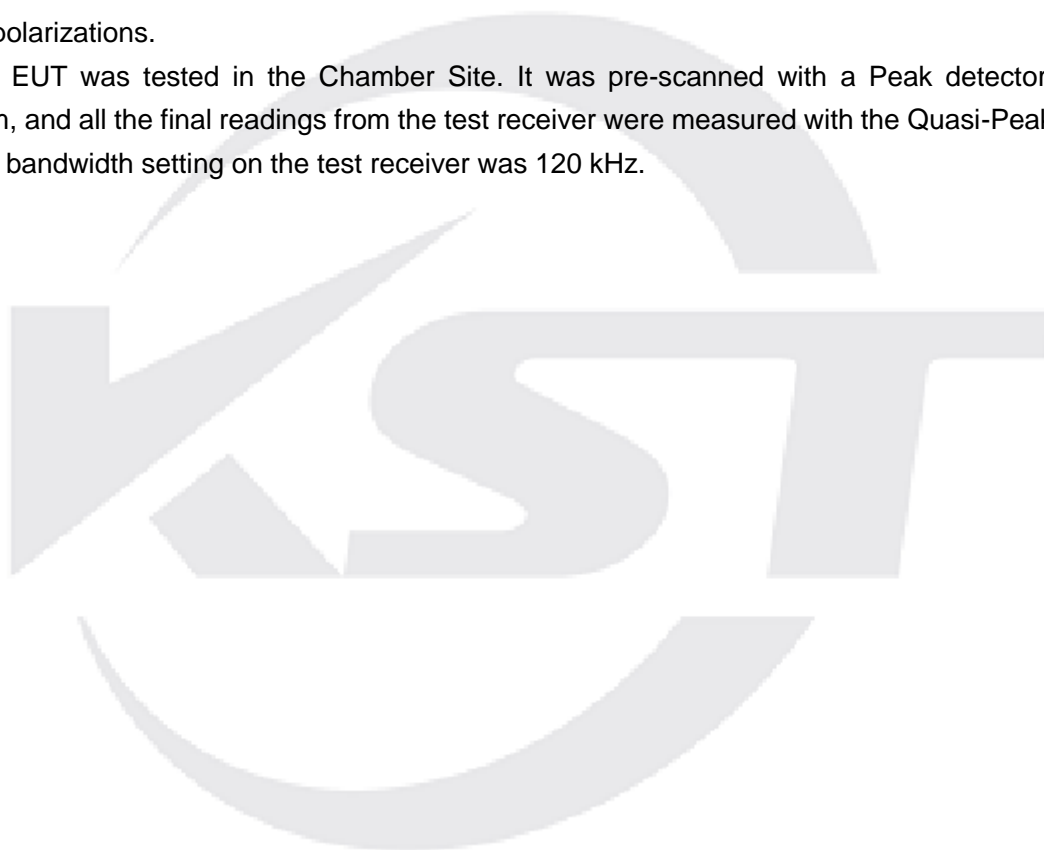 polarizations.
EUT was tested in the Chamber Site. It was pre-scanned with a Peak detector
, and all the final readings from the test receiver were measured with the Quasi-Peak
bandwidth setting on the test receiver was 120 kHz.
KST